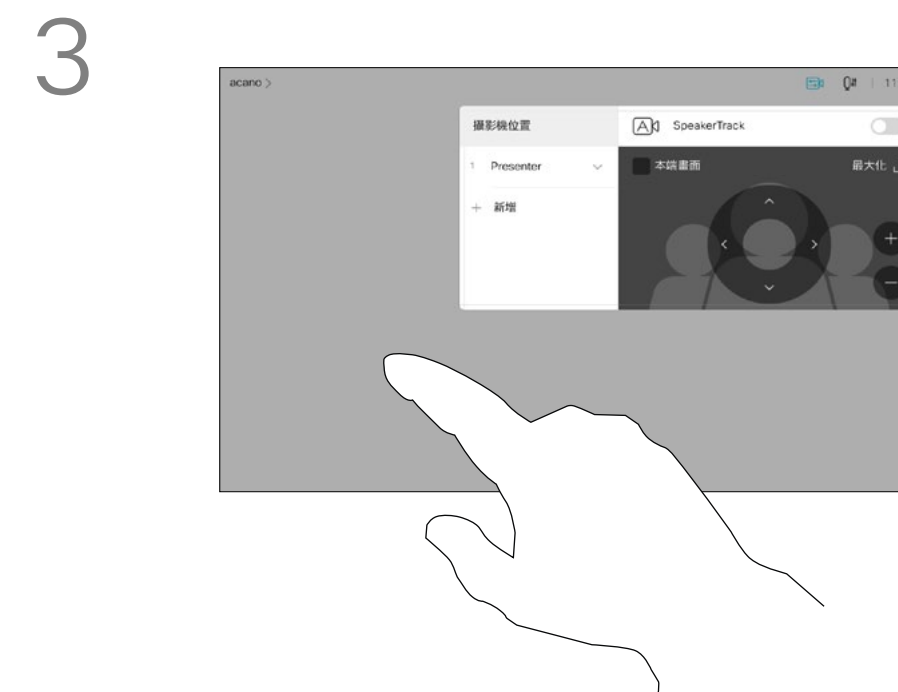 3
acano >
11
攝影機位置
SpeakerTrack
1 Presenter
本端畫面
最大化
+ 新增